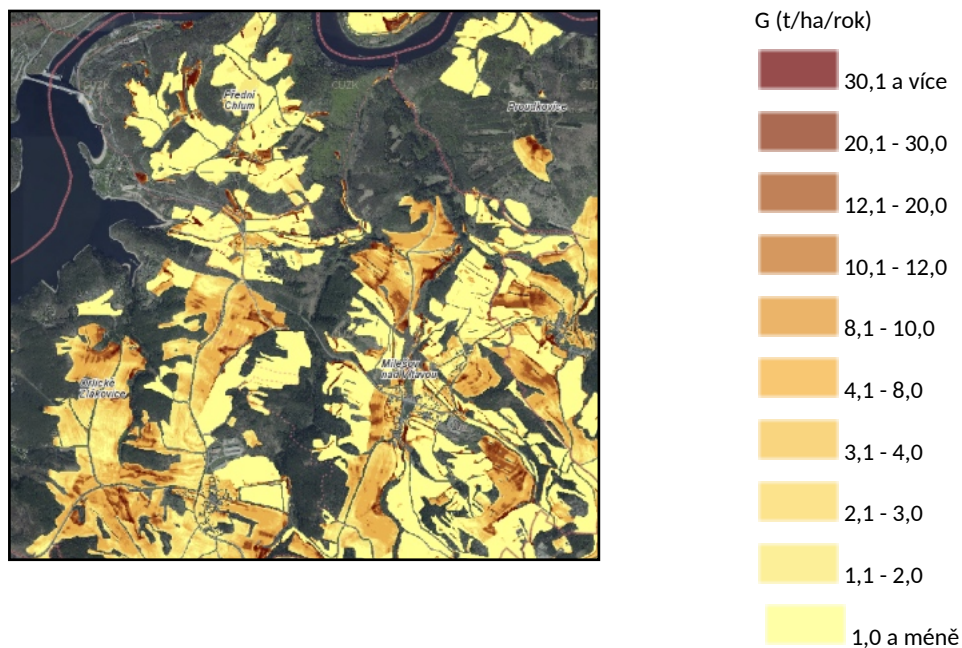 G (t/ha/rok)
30,1 a více
20,1 - 30,0
12,1 - 20,0
10,1 - 12,0
8,1 - 10,0
4,1 - 8,0
3,1 - 4,0
2,1 - 3,0
1,1 - 2,0
1,0 a méně
Přední
Chlum
Proudkovice
Milešov
nad Vltavou
Orlické
Zlákovice